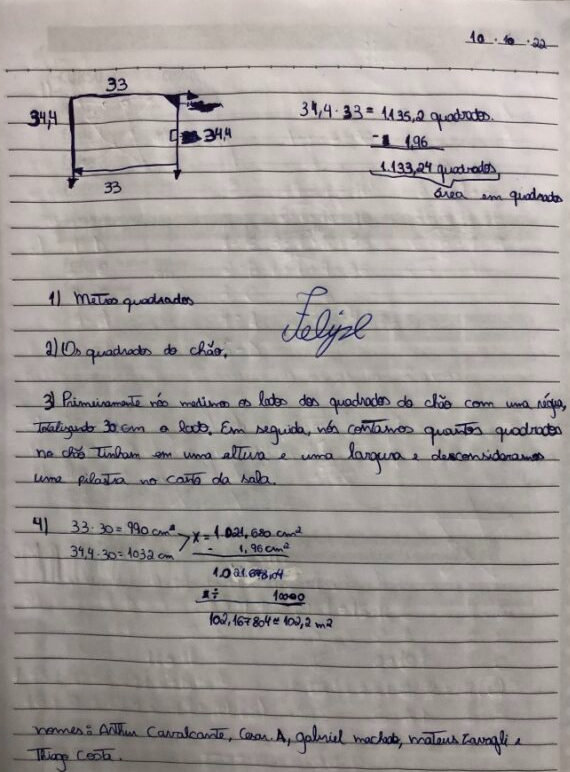 10 . 10 . 22
33
34,4
34,4
33
34,4 . 33 = 1135,2 quadrados.
- 1,96
1.133,24 quadrados
área em quadrados
1) Metros quadrados
Felipe
2) Os quadrados do chão.
3) Primeiramente nós medimos os lados dos quadrados do chão com uma régua,
totalizando 30 cm o lado. Em seguida, nós contamos quantos quadrados
no chão tinham em uma altura e uma largura e desconsideramos
uma pilastra no canto da sala.
4) 33 . 30 = 990 cm² > x = 1.021,680 cm²
34,4 . 30 = 1032 cm - 1,96 cm²
1.021.678,04
÷ 10000
102,167804 = 102,2 m²
nomes: Arthur Cavalcante, Cesar. A, gabriel machado, mateus Zavagli e
Thiago Costa.